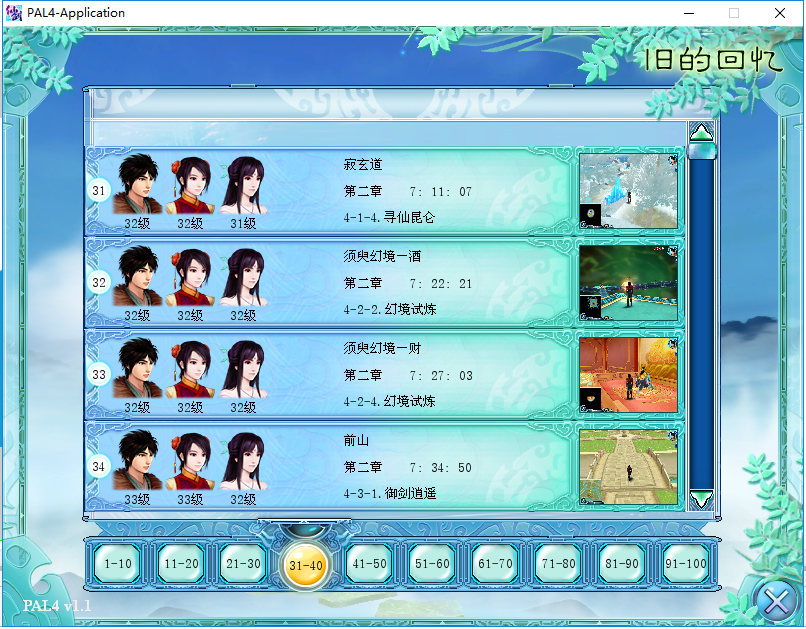 PAL4-Application
旧的回忆
31
32级 32级 31级
寂玄道
第二章 7: 11: 07
4-1-4.寻仙昆仑
32
32级 32级 32级
须臾幻境—酒
第二章 7: 22: 21
4-2-2.幻境试炼
33
32级 32级 32级
须臾幻境—财
第二章 7: 27: 03
4-2-4.幻境试炼
34
33级 33级 32级
前山
第二章 7: 34: 50
4-3-1.御剑逍遥
1-10 11-20 21-30 31-40 41-50 51-60 61-70 71-80 81-90 91-100
PAL4 v1.1